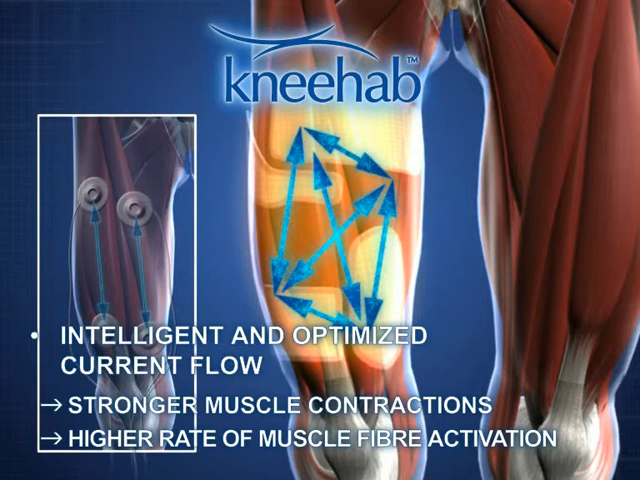 kneehab™
• INTELLIGENT AND OPTIMIZED
CURRENT FLOW
→ STRONGER MUSCLE CONTRACTIONS
→ HIGHER RATE OF MUSCLE FIBRE ACTIVATION